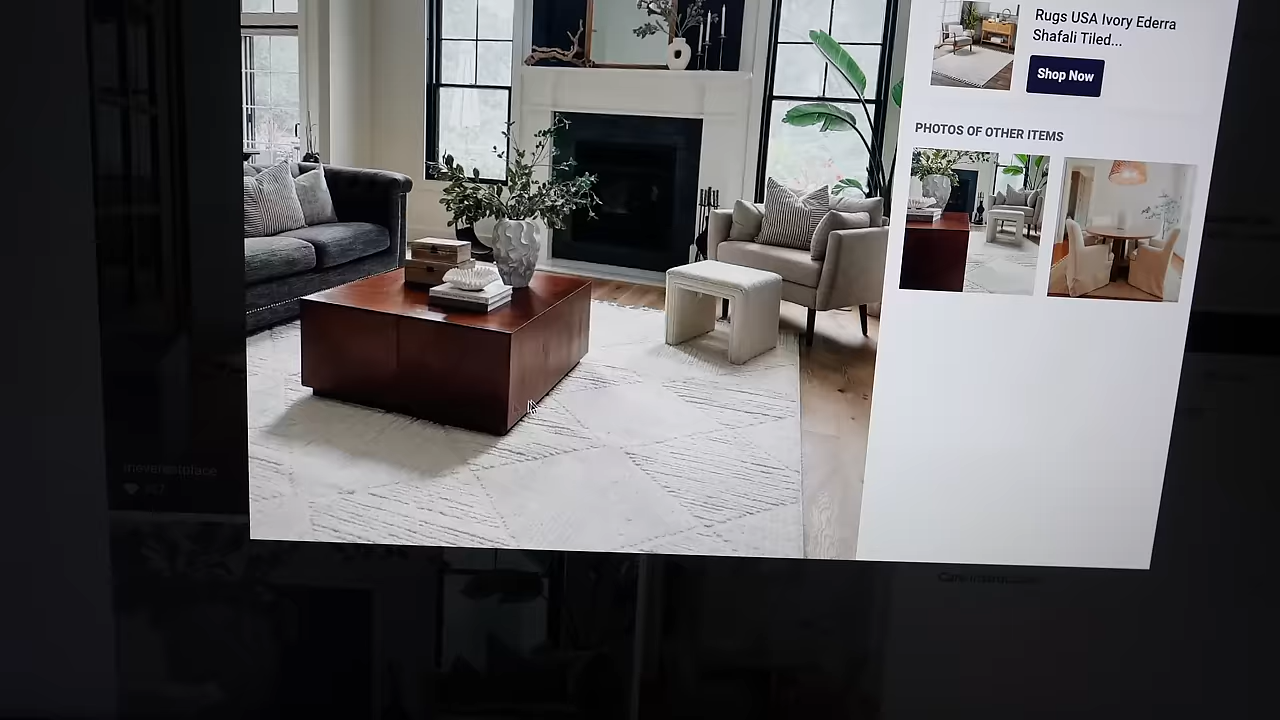 Rugs USA Ivory Ederra
Shafali Tiled...
Shop Now
PHOTOS OF OTHER ITEMS